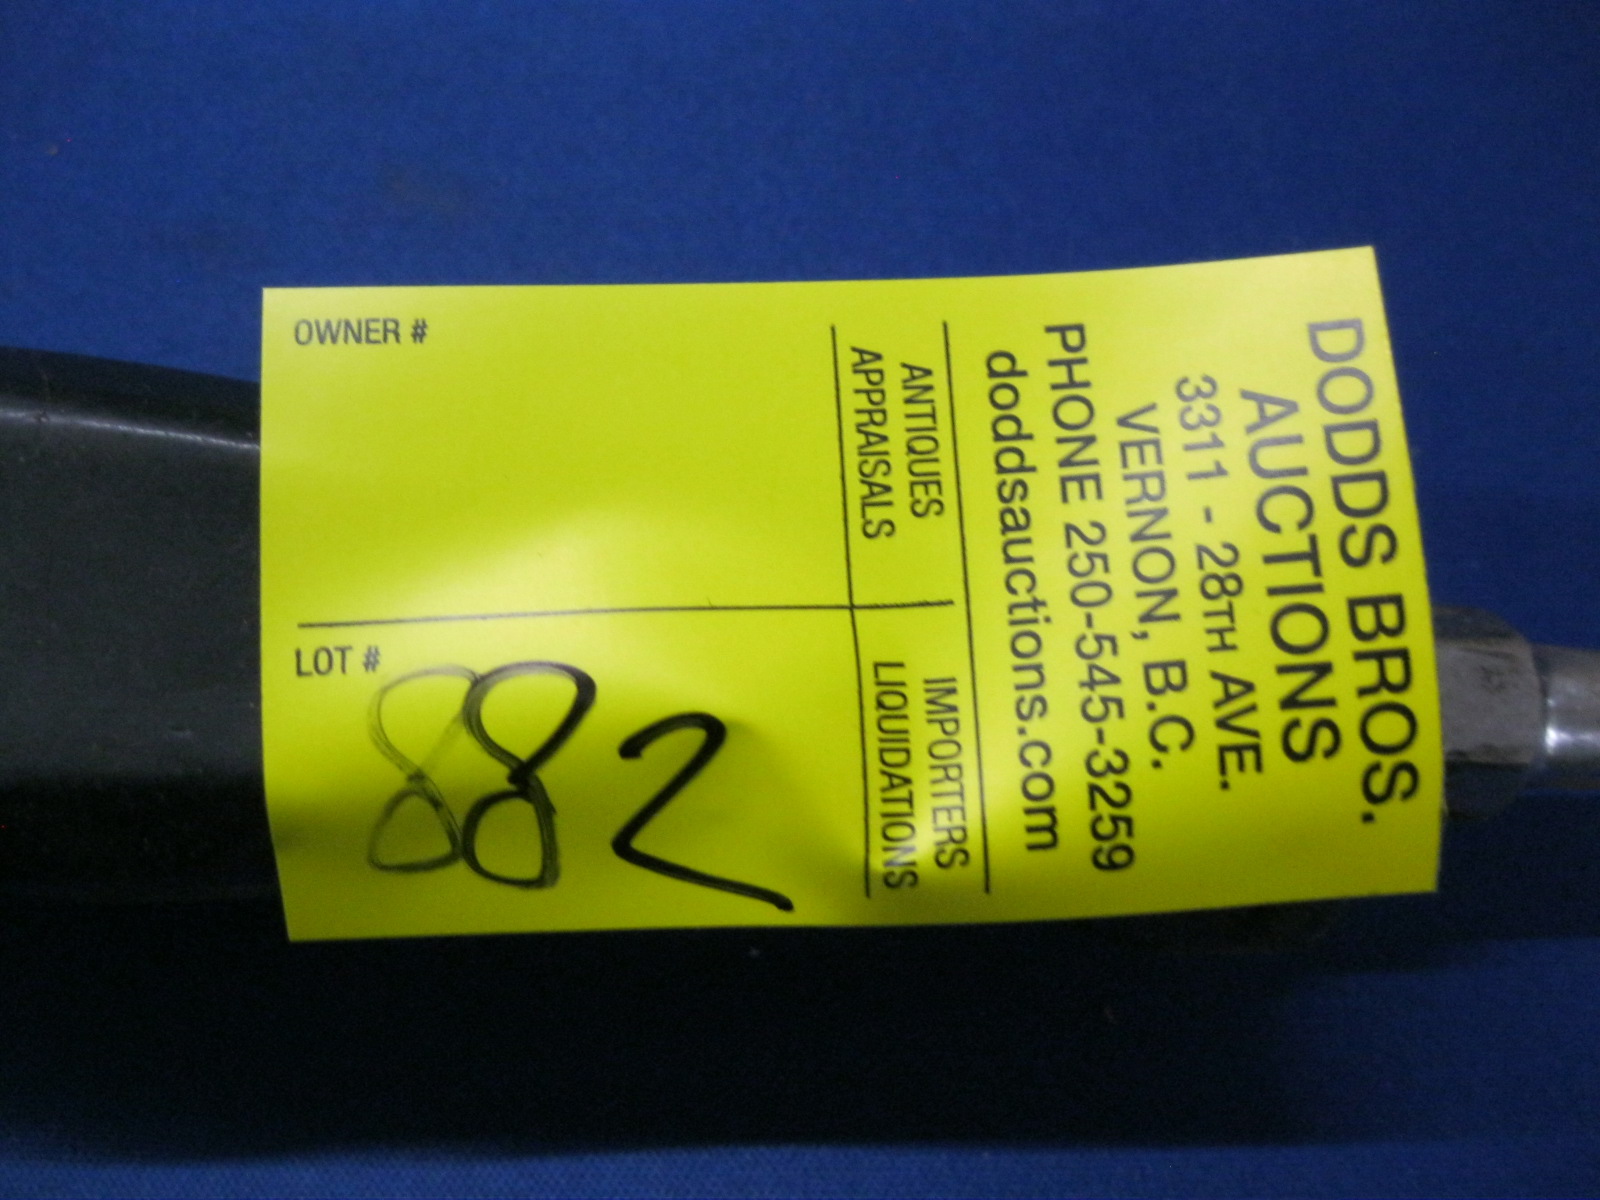 DODDS BROS.
AUCTIONS
3311 - 28TH AVE.
VERNON, B.C.
PHONE 250-545-3259
doddsauctions.com
ANTIQUES
APPRAISALS
IMPORTERS
LIQUIDATIONS
OWNER #
LOT #
882